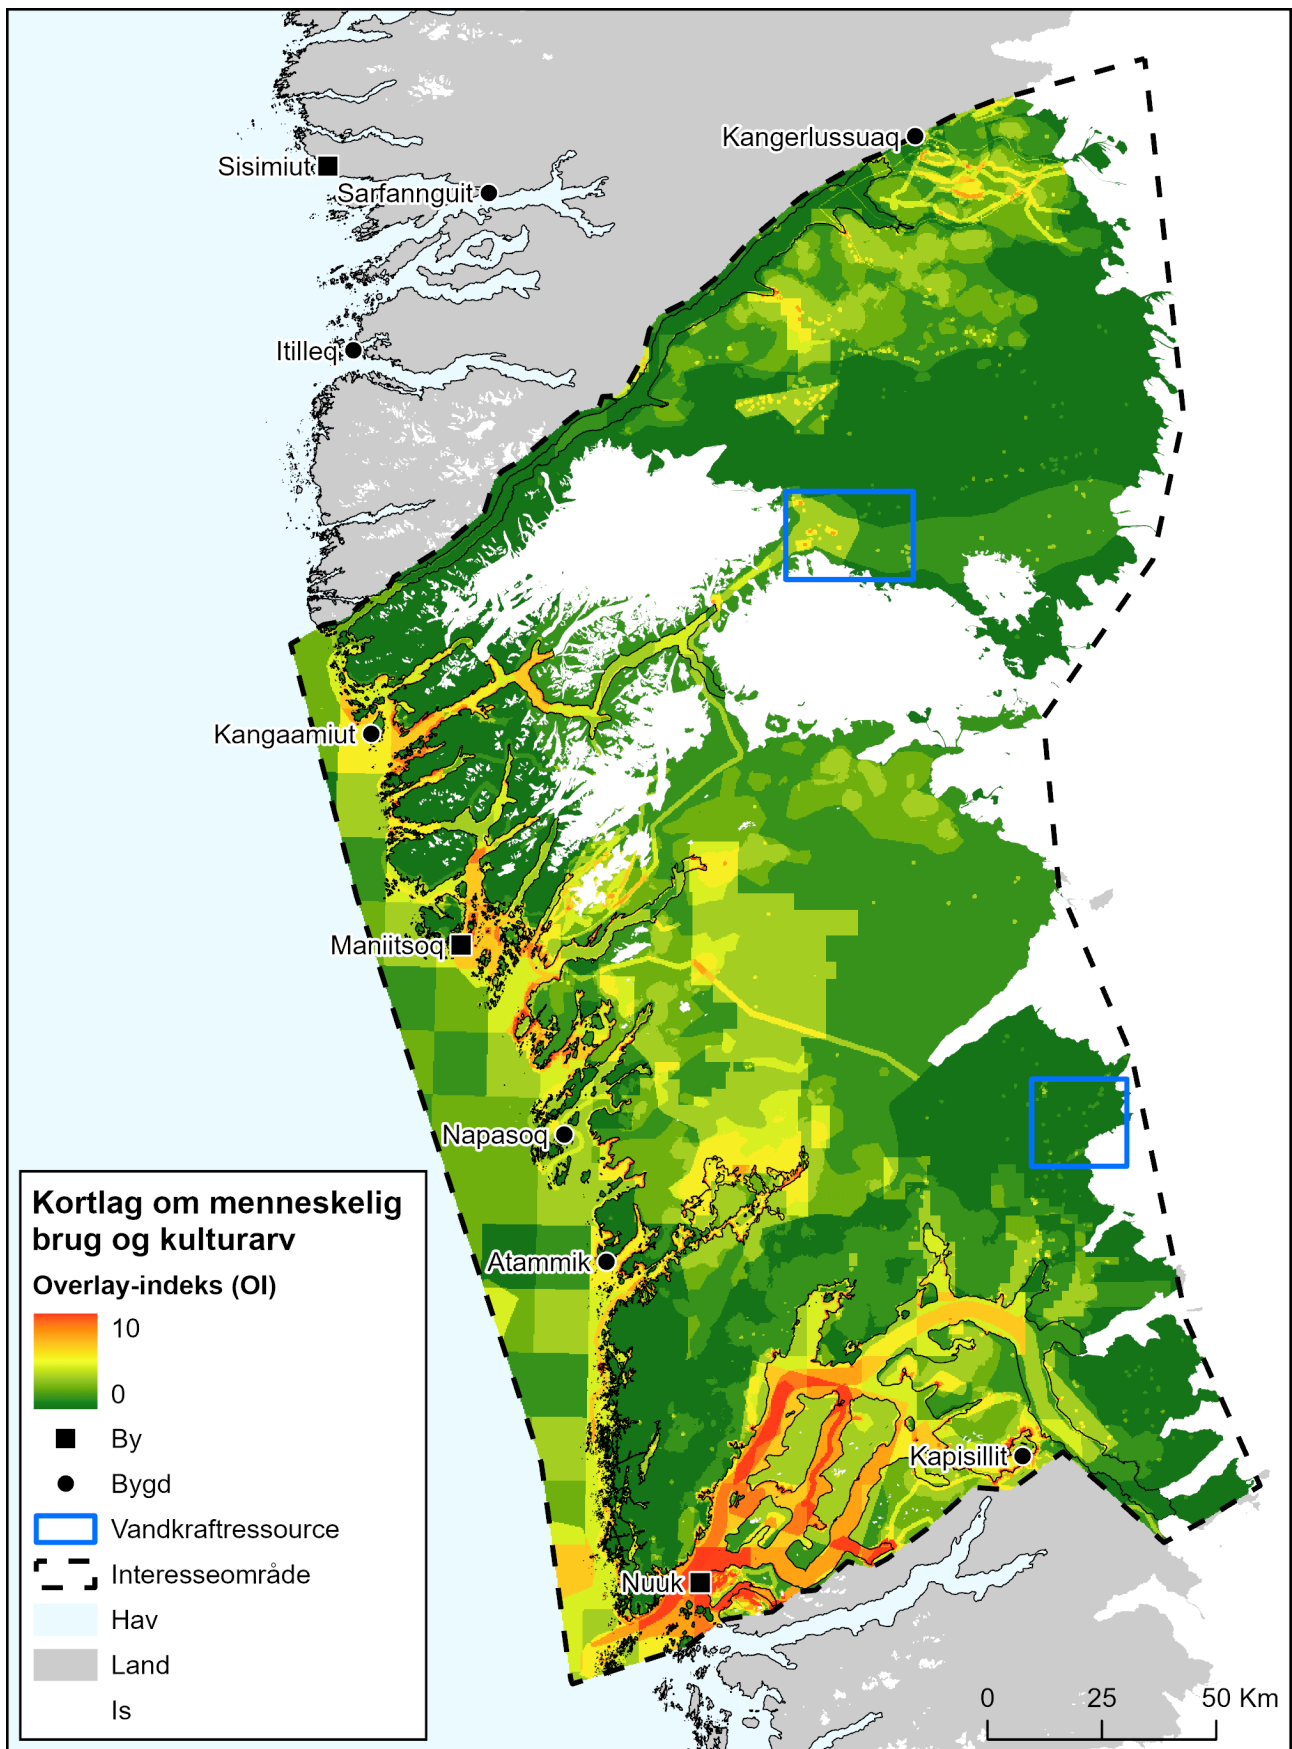 Kangerlussuaq
Sisimiut
Sarfannguit
Itilleq
Kangaamiut
Maniitsoq
Napasoq
Atammik
Kapisillit
Nuuk
Kortlag om menneskelig
brug og kulturarv
Overlay-indeks (OI)
10
0
By
Bygd
Vandkraftressource
Interesseområde
Hav
Land
Is
0 25 50 Km